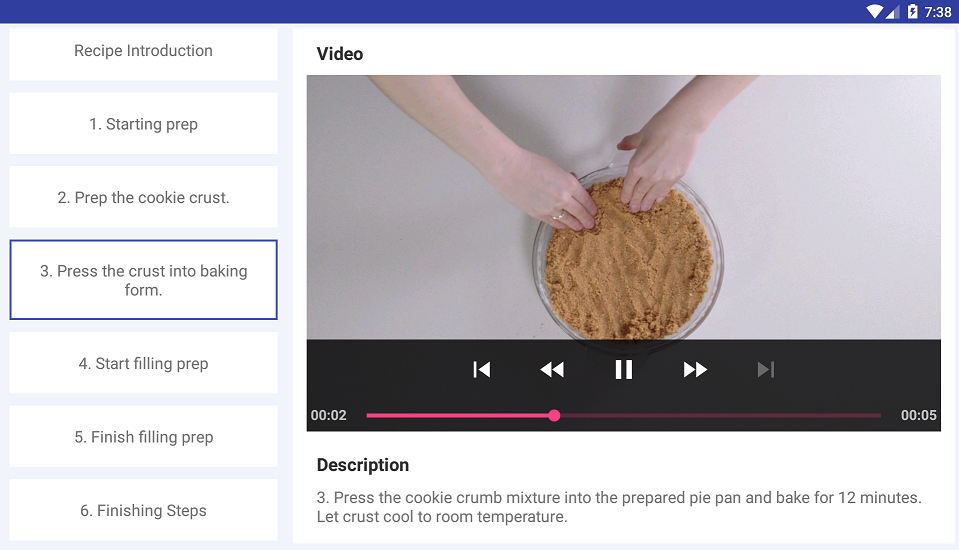 7:38
Recipe Introduction
1. Starting prep
2. Prep the cookie crust.
3. Press the crust into baking
form.
4. Start filling prep
5. Finish filling prep
6. Finishing Steps
Video
00:02
00:05
Description
3. Press the cookie crumb mixture into the prepared pie pan and bake for 12 minutes.
Let crust cool to room temperature.